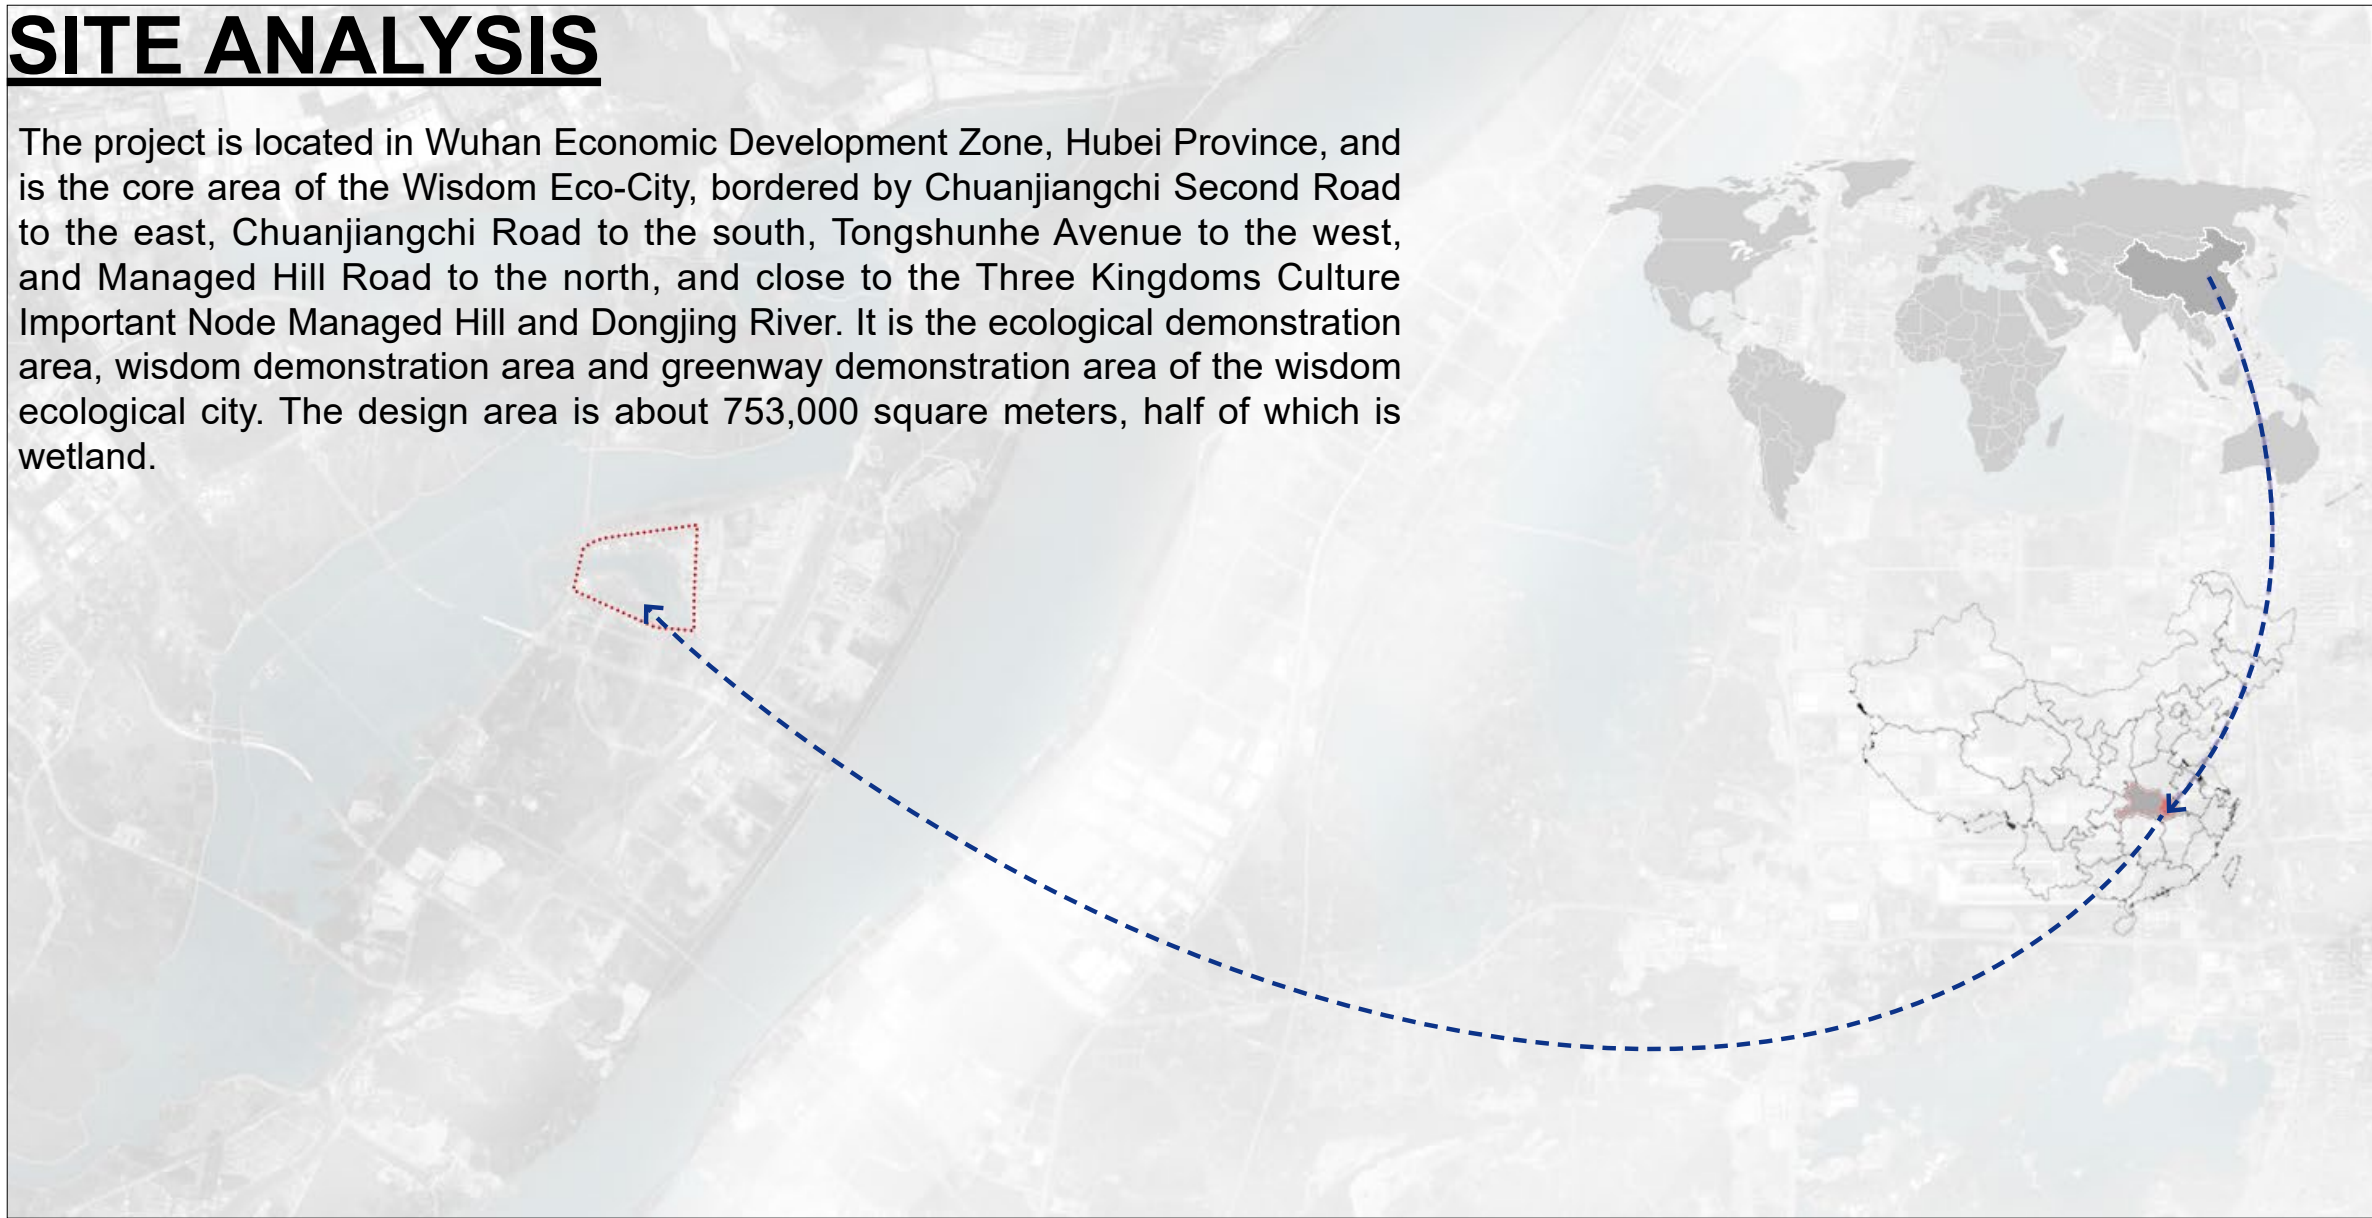 SITE ANALYSIS
The project is located in Wuhan Economic Development Zone, Hubei Province, and
is the core area of the Wisdom Eco-City, bordered by Chuanjiangchi Second Road
to the east, Chuanjiangchi Road to the south, Tongshunhe Avenue to the west,
and Managed Hill Road to the north, and close to the Three Kingdoms Culture
Important Node Managed Hill and Dongjing River. It is the ecological demonstration
area, wisdom demonstration area and greenway demonstration area of the wisdom
ecological city. The design area is about 753,000 square meters, half of which is
wetland.